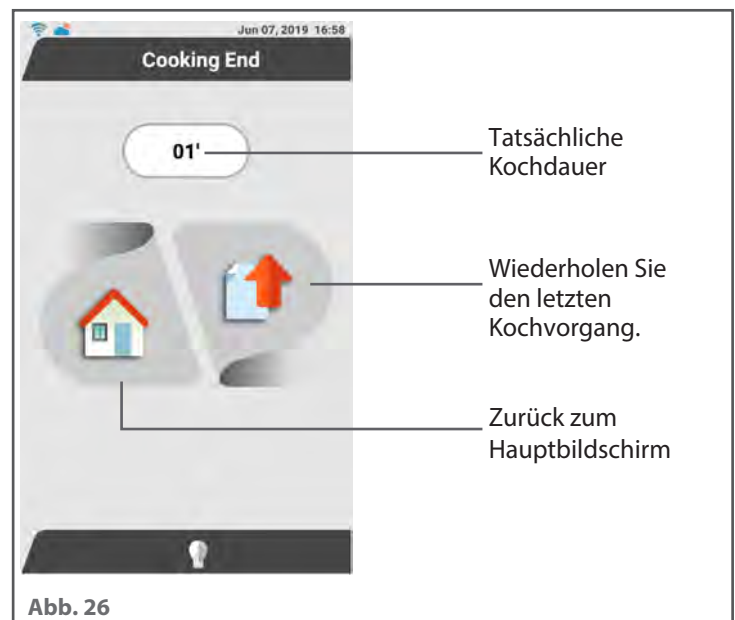 Jun 07, 2019 16:58
Cooking End
01'
Tatsächliche
Kochdauer
Wiederholen Sie
den letzten
Kochvorgang.
Zurück zum
Hauptbildschirm
Abb. 26